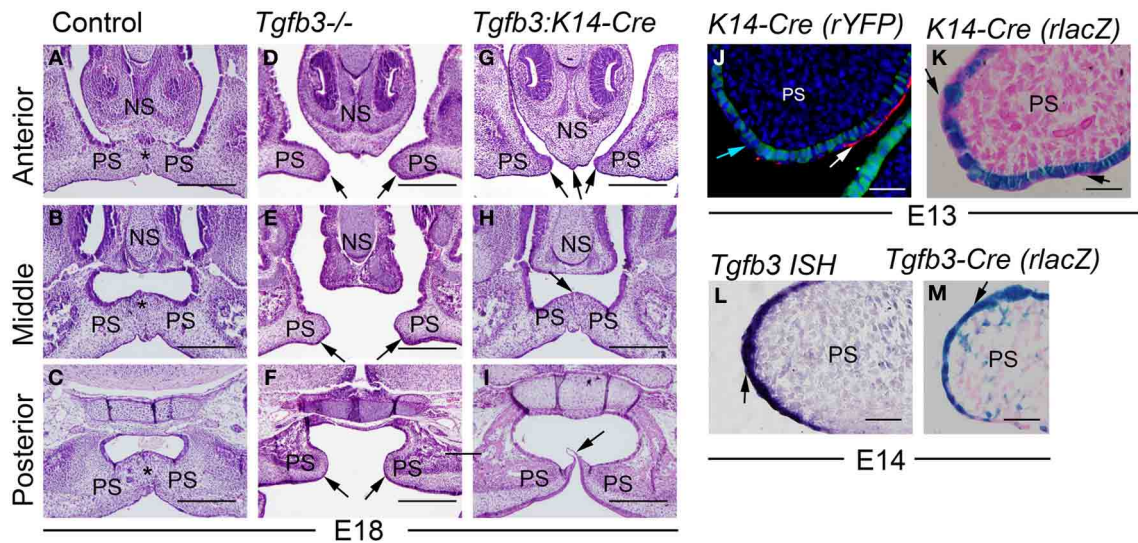 Control Tgfb3-/- Tgfb3:K14-Cre
K14-Cre (rYFP) K14-Cre (rlacZ)
Anterior
A NS PS * PS
D NS PS PS
G NS PS PS
J PS
K PS
E13
Middle
B NS * PS PS
E NS PS PS
H NS PS PS
Tgfb3 ISH Tgfb3-Cre (rlacZ)
L PS
M PS
E14
Posterior
C PS * PS
F PS PS
I PS PS
E18